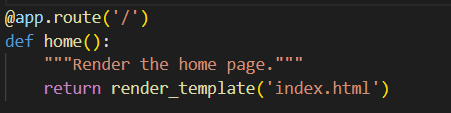 @app.route('/')
def home():
    """Render the home page."""
    return render_template('index.html')